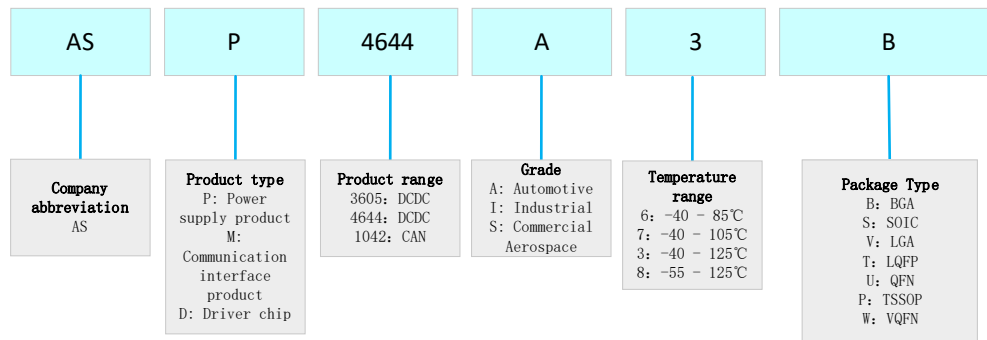 AS
P
4644
A
3
B
Company
abbreviation
AS
Product type
P: Power
supply product
M:
Communication
interface
product
D: Driver chip
Product range
3605: DCDC
4644: DCDC
1042: CAN
Grade
A: Automotive
I: Industrial
S: Commercial
Aerospace
Temperature
range
6: -40 - 85℃
7: -40 - 105℃
3: -40 - 125℃
8: -55 - 125℃
Package Type
B: BGA
S: SOIC
V: LGA
T: LQFP
U: QFN
P: TSSOP
W: VQFN